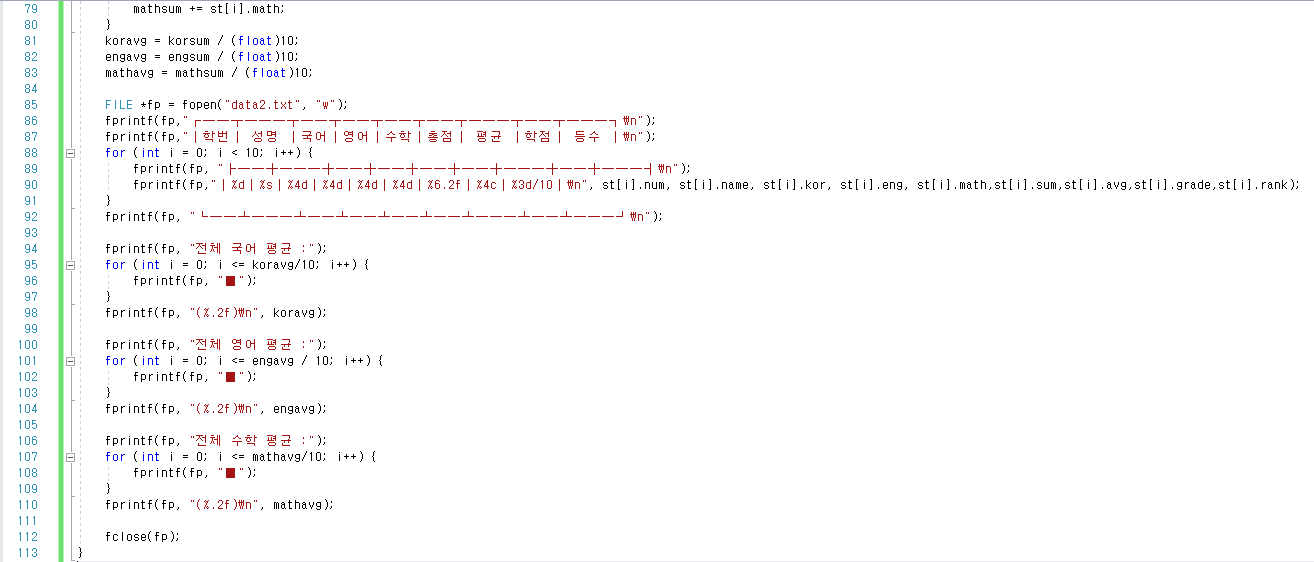 79 mathsum += st[i].math;
80 }
81 koravg = korsum / (float)10;
82 engavg = engsum / (float)10;
83 mathavg = mathsum / (float)10;
84
85 FILE *fp = fopen("data2.txt", "w");
86 fprintf(fp,"┌──┬───┬──┬──┬──┬──┬───┬──┬───┐₩n");
87 fprintf(fp,"│학번│ 성명 │국어│영어│수학│총점│ 평균 │학점│ 등수 │₩n");
88 for (int i = 0; i < 10; i++) {
89 fprintf(fp, "├──┼───┼──┼──┼──┼──┼───┼──┼───┤₩n");
90 fprintf(fp,"│%d│%s│%4d│%4d│%4d│%4d│%6.2f│%4c│%3d/10│₩n", st[i].num, st[i].name, st[i].kor, st[i].eng, st[i].math,st[i].sum,st[i].avg,st[i].grade,st[i].rank);
91 }
92 fprintf(fp, "└──┴───┴──┴──┴──┴──┴───┴──┴───┘₩n");
93
94 fprintf(fp, "전체 국어 평균 :");
95 for (int i = 0; i <= koravg/10; i++) {
96 fprintf(fp, "■");
97 }
98 fprintf(fp, "(%.2f)₩n", koravg);
99
100 fprintf(fp, "전체 영어 평균 :");
101 for (int i = 0; i <= engavg / 10; i++) {
102 fprintf(fp, "■");
103 }
104 fprintf(fp, "(%.2f)₩n", engavg);
105
106 fprintf(fp, "전체 수학 평균 :");
107 for (int i = 0; i <= mathavg/10; i++) {
108 fprintf(fp, "■");
109 }
110 fprintf(fp, "(%.2f)₩n", mathavg);
111
112 fclose(fp);
113 }